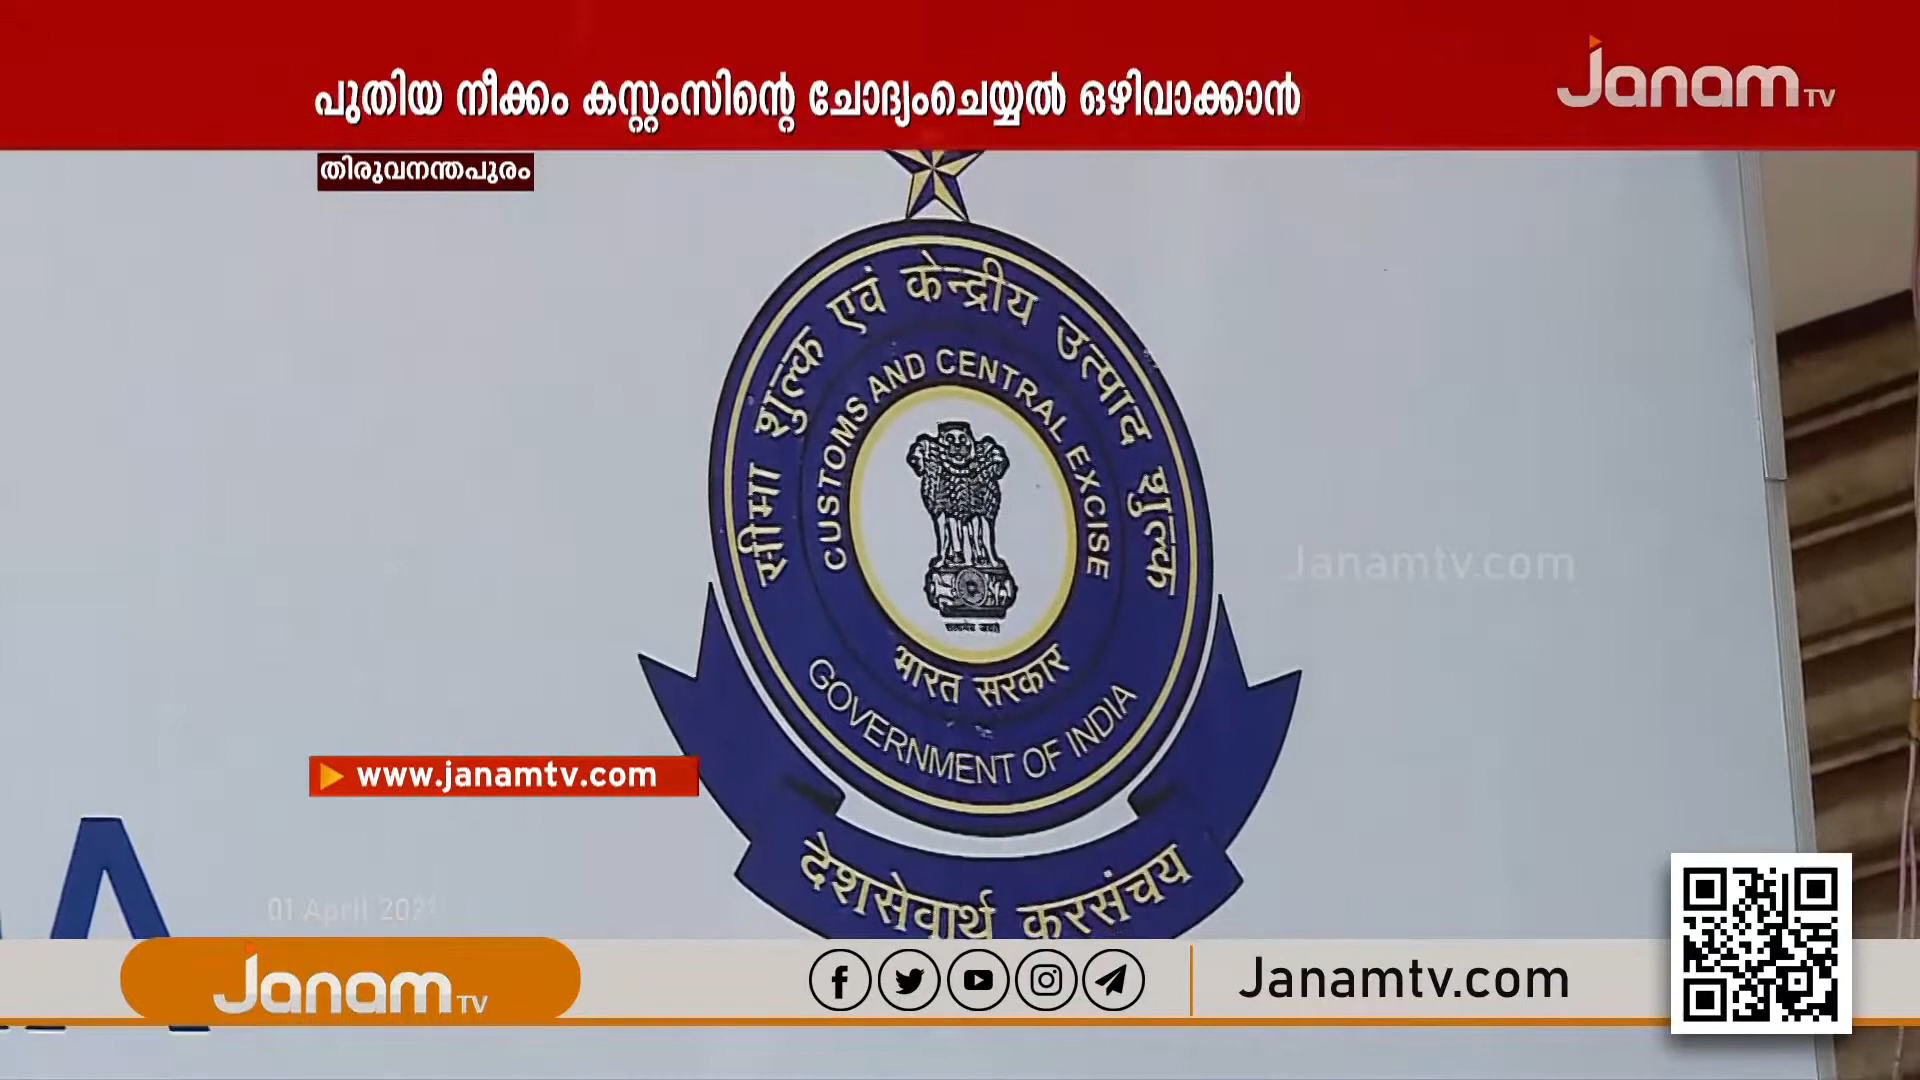 പുതിയ നീക്കം കസ്റ്റംസിന്റെ ചോദ്യംചെയ്യൽ ഒഴിവാക്കാൻ
Janam TV
തിരുവനന്തപുരം
सीमा शुल्क एवं केन्द्रीय उत्पाद शुल्क
CUSTOMS AND CENTRAL EXCISE
भारत सरकार
GOVERNMENT OF INDIA
Janamtv.com
www.janamtv.com
देशसेवार्थ करसंचय
01 April
Janam TV
Janamtv.com